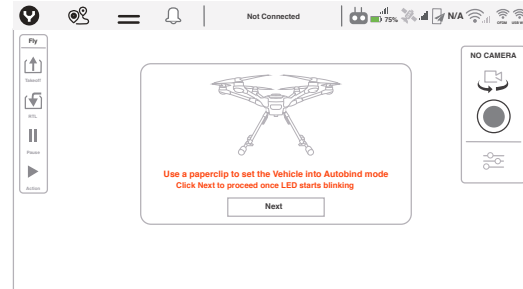 Not Connected
75%
N/A
Fly
Takeoff
RTL
Pause
Action
NO CAMERA
Use a paperclip to set the Vehicle into Autobind mode
Click Next to proceed once LED starts blinking
Next